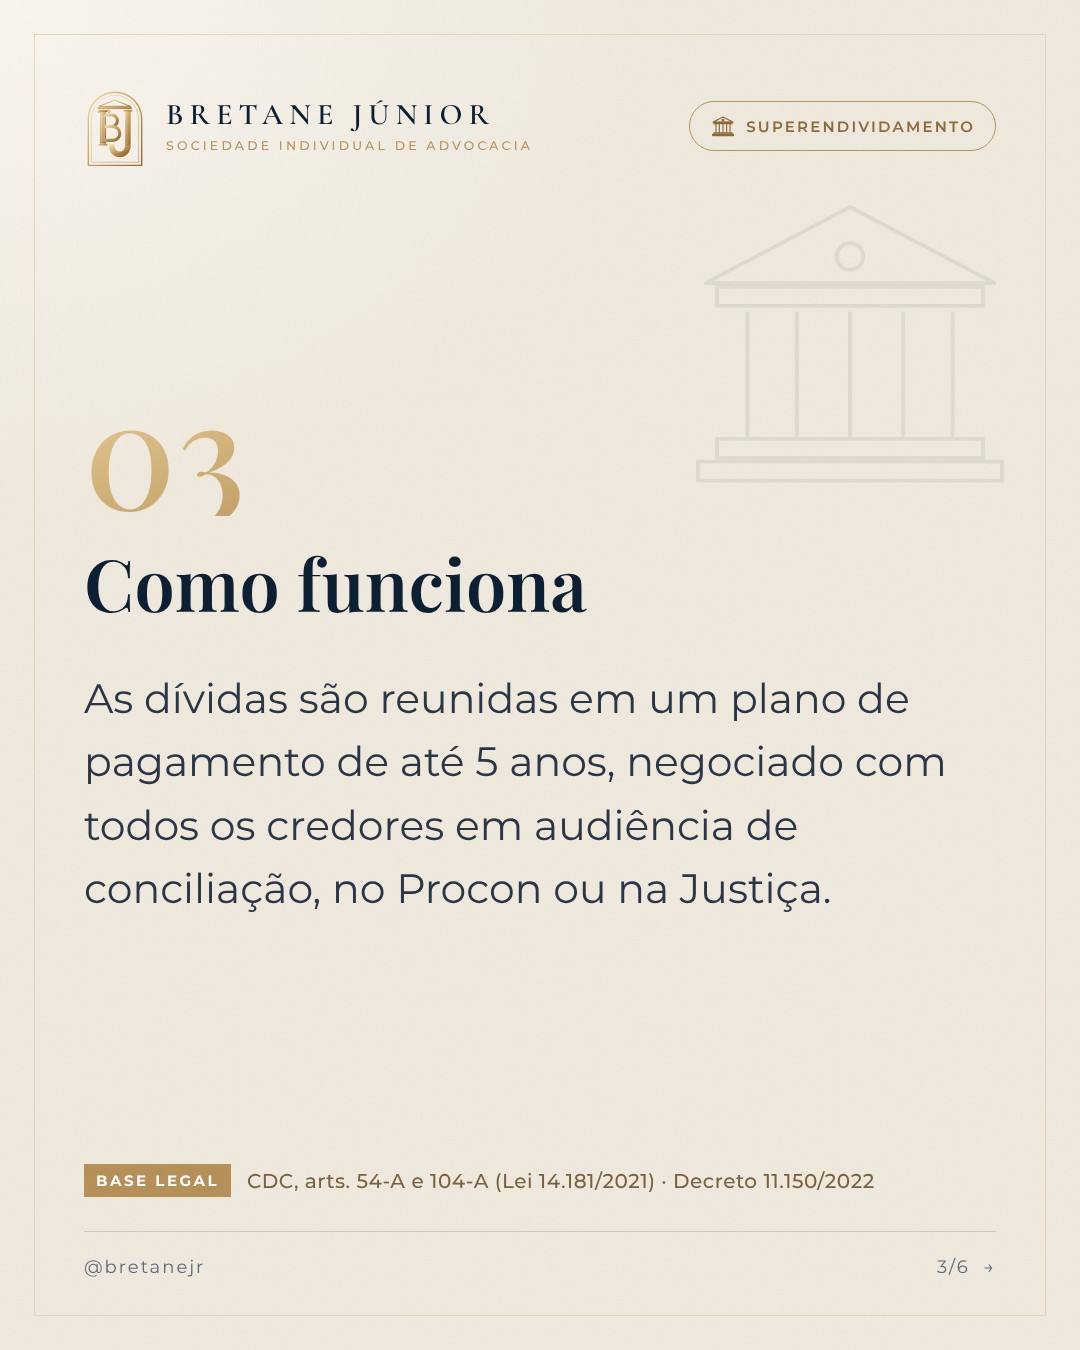 BRETANE JÚNIOR
SOCIEDADE INDIVIDUAL DE ADVOCACIA
SUPERENDIVIDAMENTO
03
Como funciona
As dívidas são reunidas em um plano de
pagamento de até 5 anos, negociado com
todos os credores em audiência de
conciliação, no Procon ou na Justiça.
BASE LEGAL CDC, arts. 54-A e 104-A (Lei 14.181/2021) · Decreto 11.150/2022
@bretanejr
3/6 →